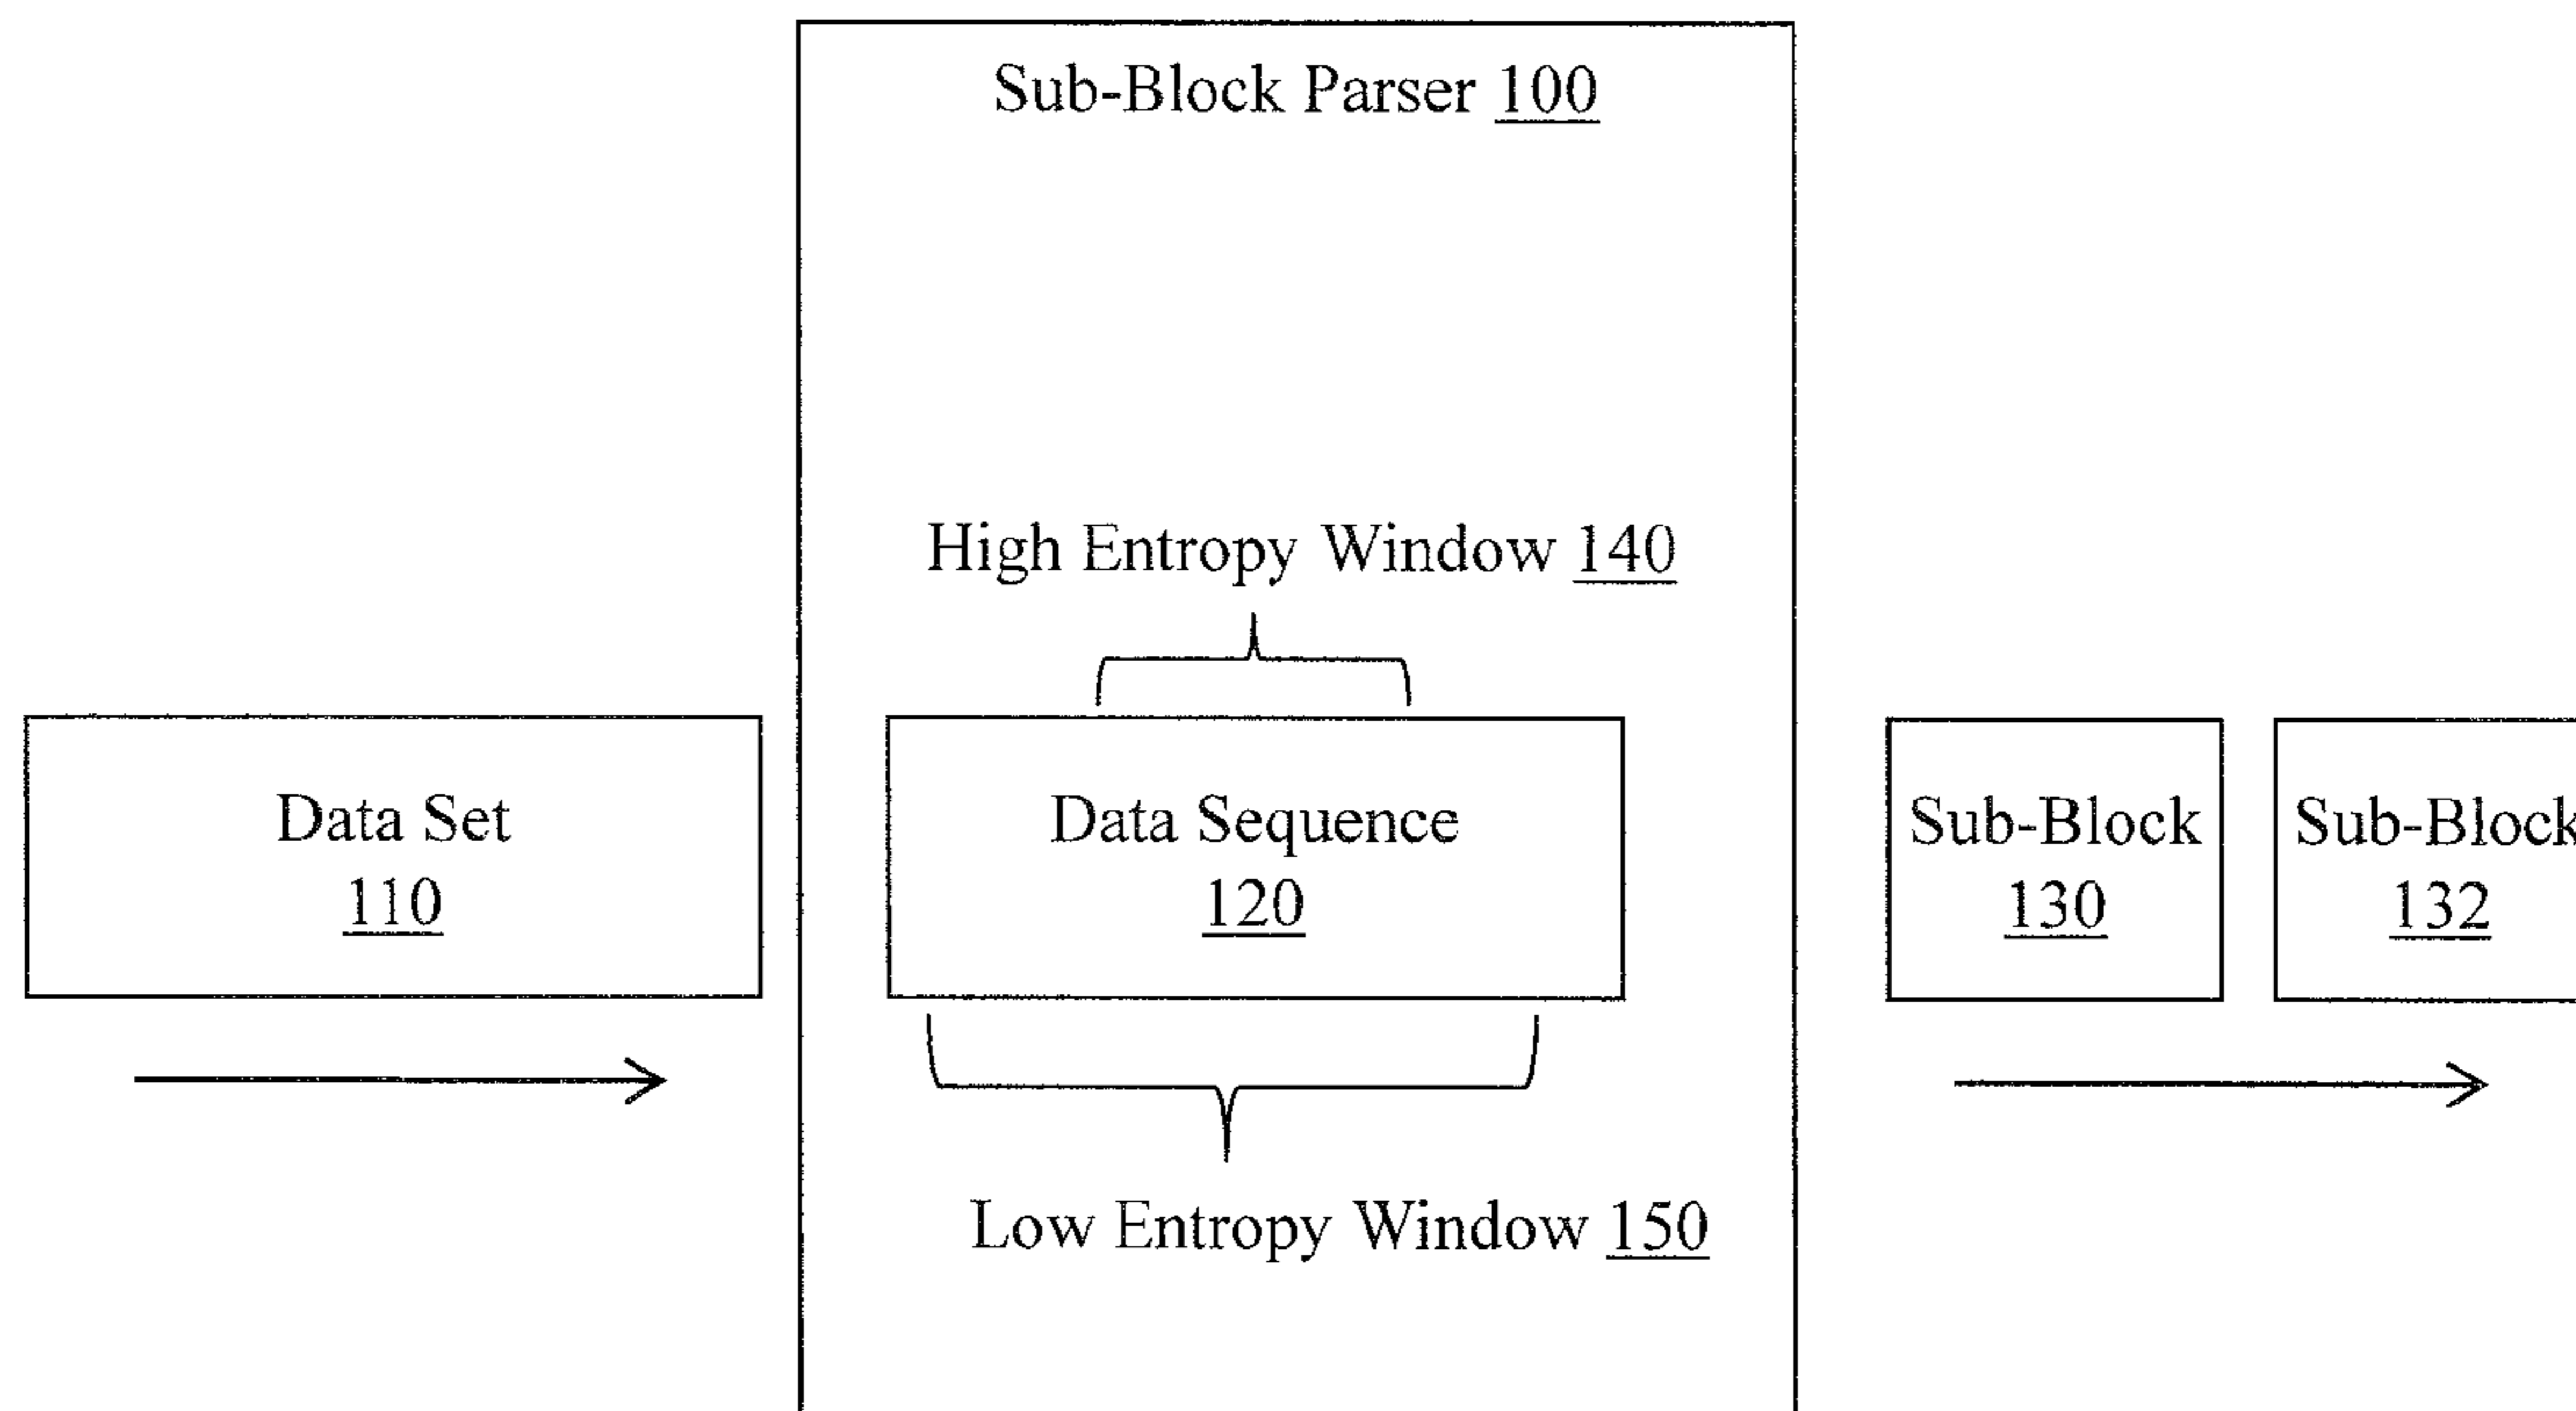 Sub-Block Parser 100
High Entropy Window 140
Data Set
110
Data Sequence
120
Sub-Block
130
Sub-Block
132
Low Entropy Window 150